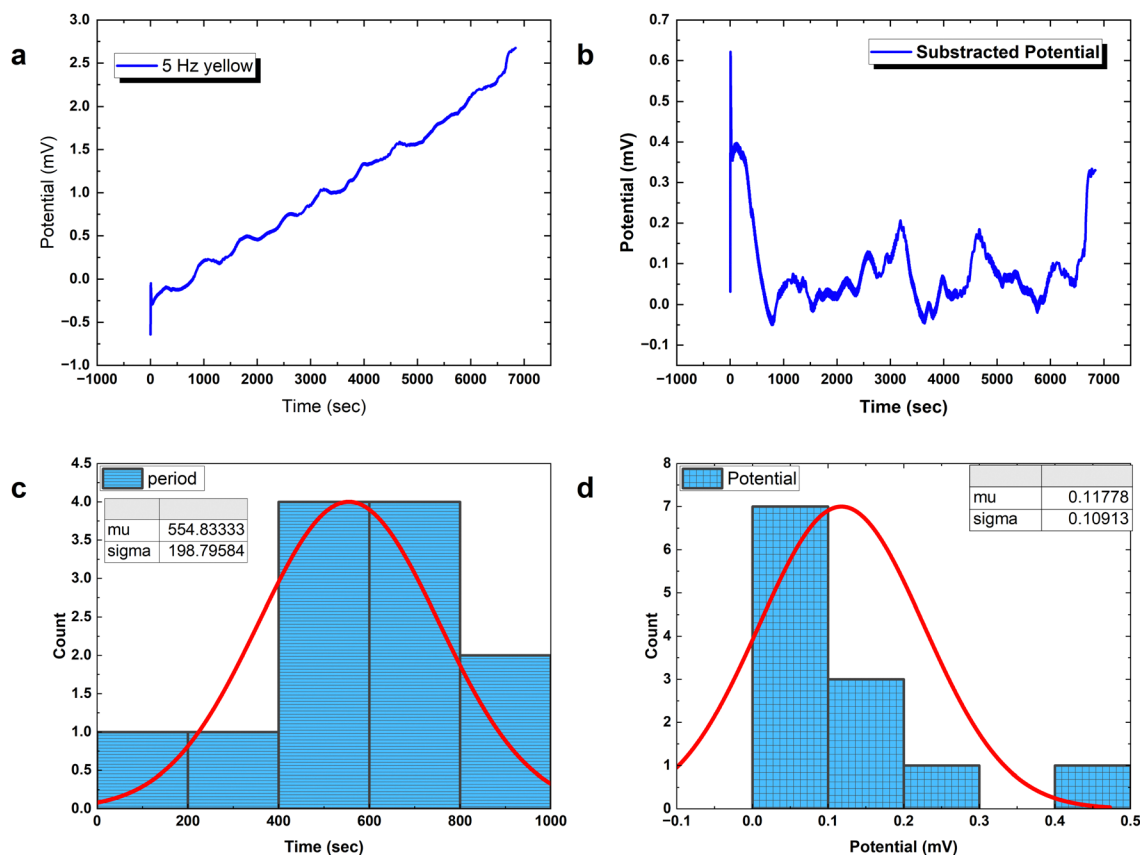 a
5 Hz yellow
3.0
2.5
2.0
1.5
1.0
0.5
0.0
−0.5
−1.0
Potential (mV)
−1000 0 1000 2000 3000 4000 5000 6000 7000
Time (sec)
b
Substracted Potential
0.7
0.6
0.5
0.4
0.3
0.2
0.1
0.0
−0.1
Potential (mV)
−1000 0 1000 2000 3000 4000 5000 6000 7000 8000
Time (sec)
c
period
mu 554.83333
sigma 198.79584
4.5
4.0
3.5
3.0
2.5
2.0
1.5
1.0
0.5
0.0
Count
0 200 400 600 800 1000
Time (sec)
d
Potential
mu 0.11778
sigma 0.10913
8
7
6
5
4
3
2
1
0
Count
−0.1 0.0 0.1 0.2 0.3 0.4 0.5
Potential (mV)